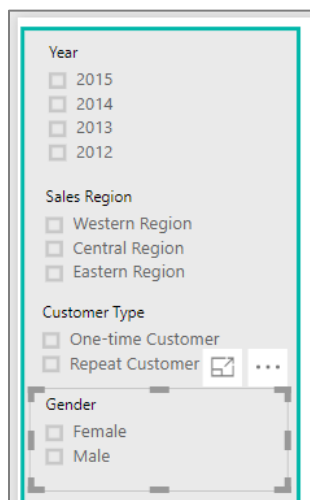 Year
2015
2014
2013
2012
Sales Region
Western Region
Central Region
Eastern Region
Customer Type
One-time Customer
Repeat Customer
Gender
Female
Male